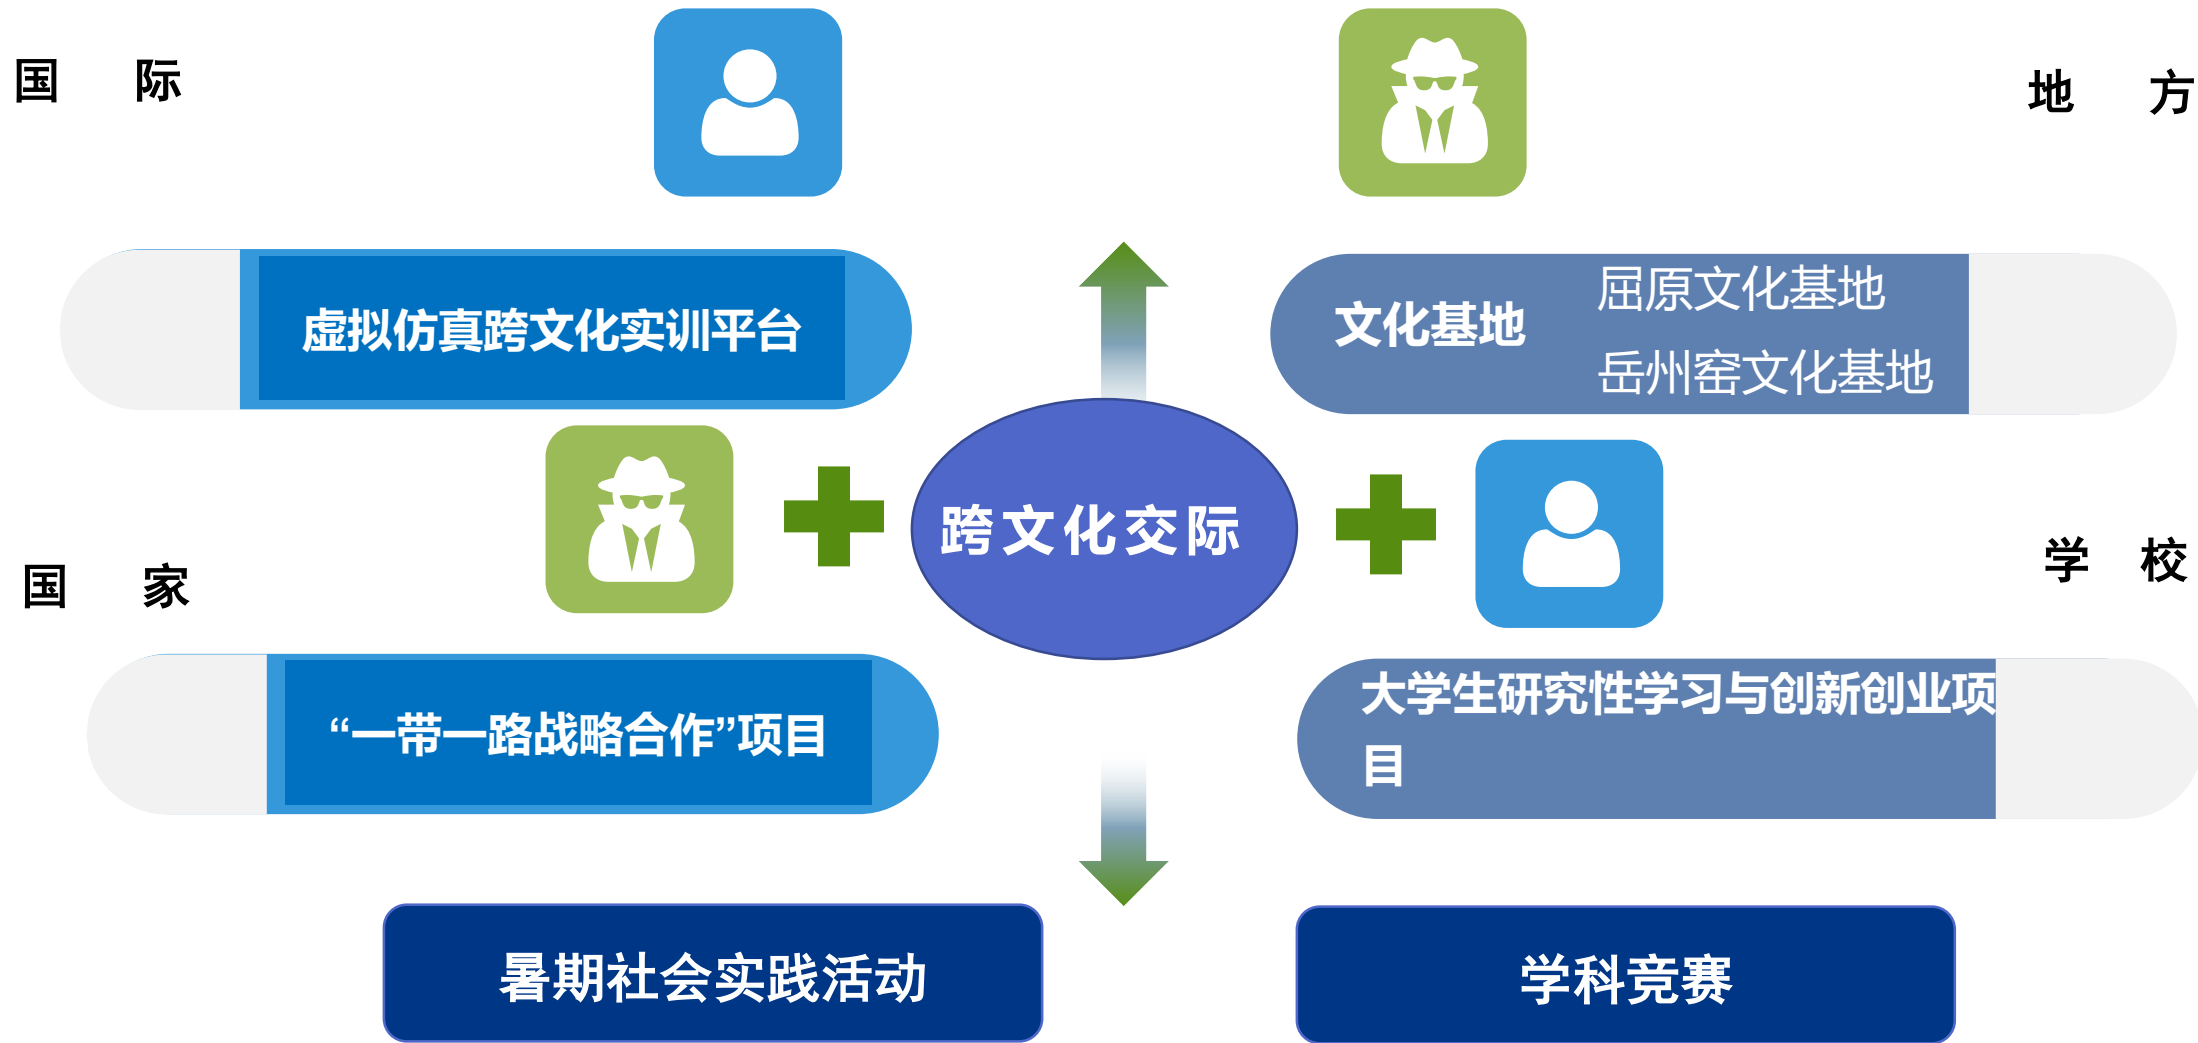 国 际
地 方
虚拟仿真跨文化实训平台
文化基地
屈原文化基地
岳州窑文化基地
跨文化交际
国 家
学 校
“一带一路战略合作”项目
大学生研究性学习与创新创业项
目
暑期社会实践活动
学科竞赛